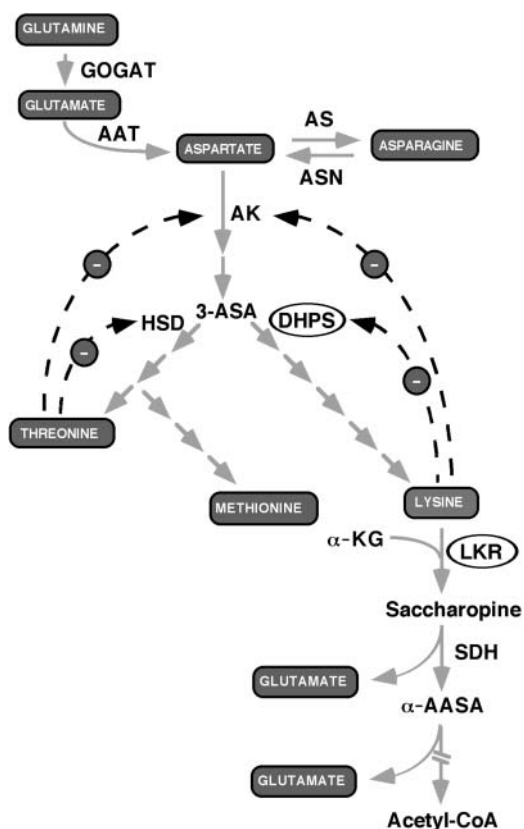 GLUTAMINE
GOGAT
GLUTAMATE
AAT
AS
ASPARTATE
ASPARAGINE
ASN
AK
-
-
3-ASA
HSD
DHPS
-
-
THREONINE
METHIONINE
LYSINE
α-KG
LKR
Saccharopine
SDH
GLUTAMATE
α-AASA
GLUTAMATE
Acetyl-CoA